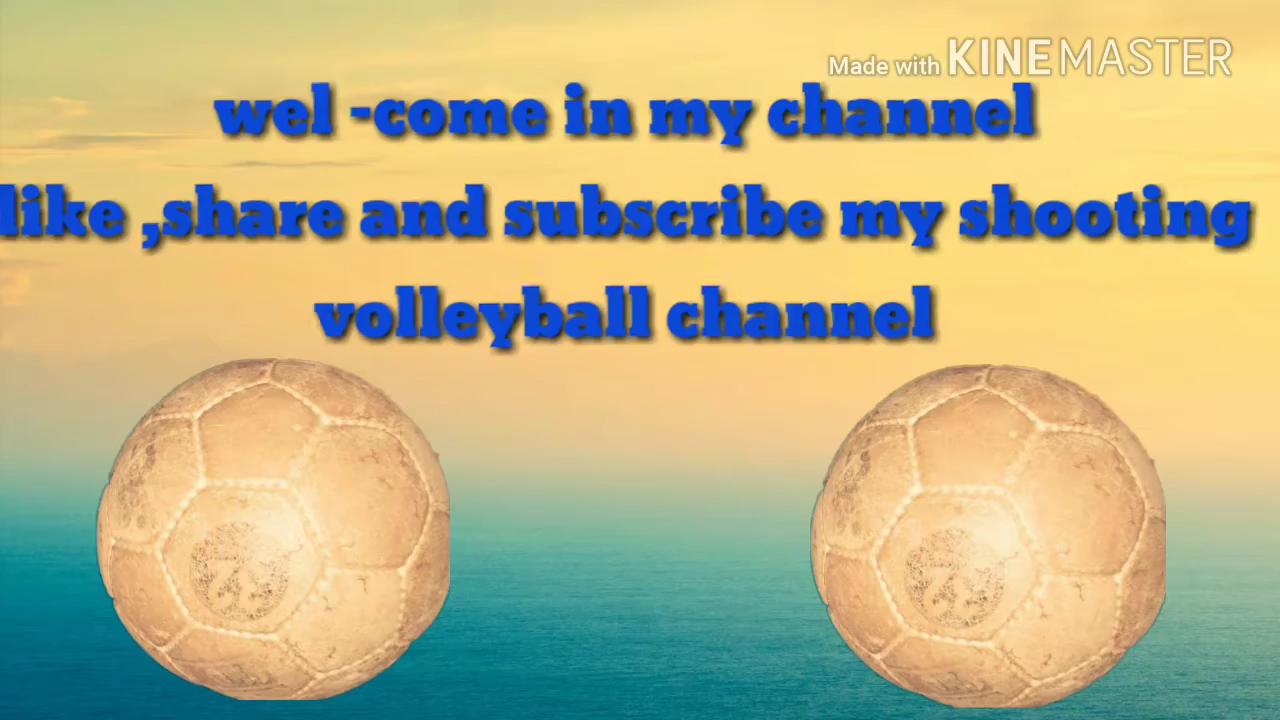 Made with KINEMASTER
wel -come in my channel
like ,share and subscribe my shooting
volleyball channel